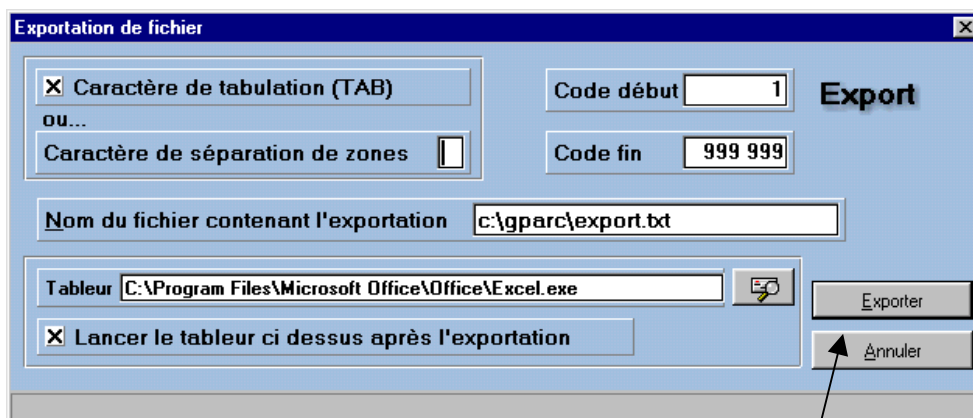 Exportation de fichier
Caractère de tabulation (TAB)
ou...
Caractère de séparation de zones
Code début 1
Code fin 999 999
Export
Nom du fichier contenant l'exportation c:\gparc\export.txt
Tableur C:\Program Files\Microsoft Office\Office\Excel.exe
Lancer le tableur ci dessus après l'exportation
Exporter
Annuler